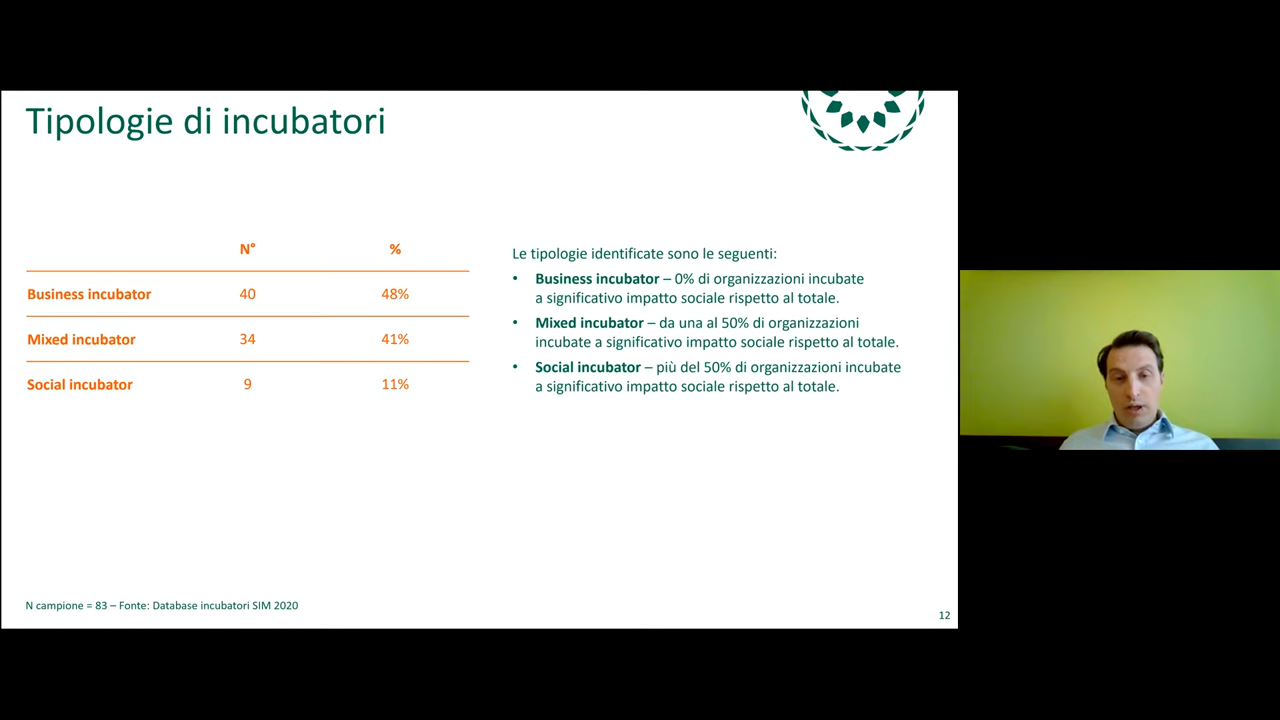 Tipologie di incubatori
N° %
Business incubator 40 48%
Mixed incubator 34 41%
Social incubator 9 11%
Le tipologie identificate sono le seguenti:
• Business incubator – 0% di organizzazioni incubate
a significativo impatto sociale rispetto al totale.
• Mixed incubator – da una al 50% di organizzazioni
incubate a significativo impatto sociale rispetto al totale.
• Social incubator – più del 50% di organizzazioni incubate
a significativo impatto sociale rispetto al totale.
N campione = 83 – Fonte: Database incubatori SIM 2020
12